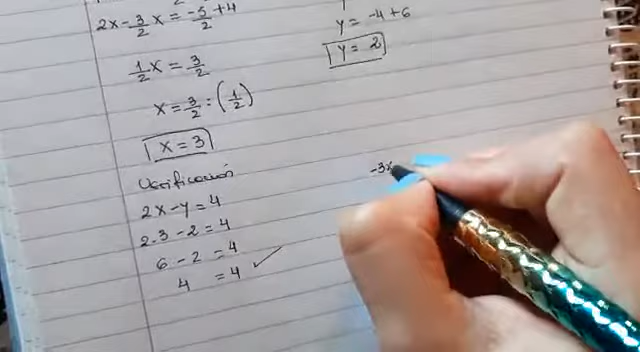 2x - 3/2 x = -5/2 + 4
1/2 x = 3/2
x = 3/2 : (1/2)
x = 3
Verificación
2x - y = 4
2.3 - 2 = 4
6 - 2 = 4
4 = 4 ✓
y = -4 + 6
y = 2
-3x